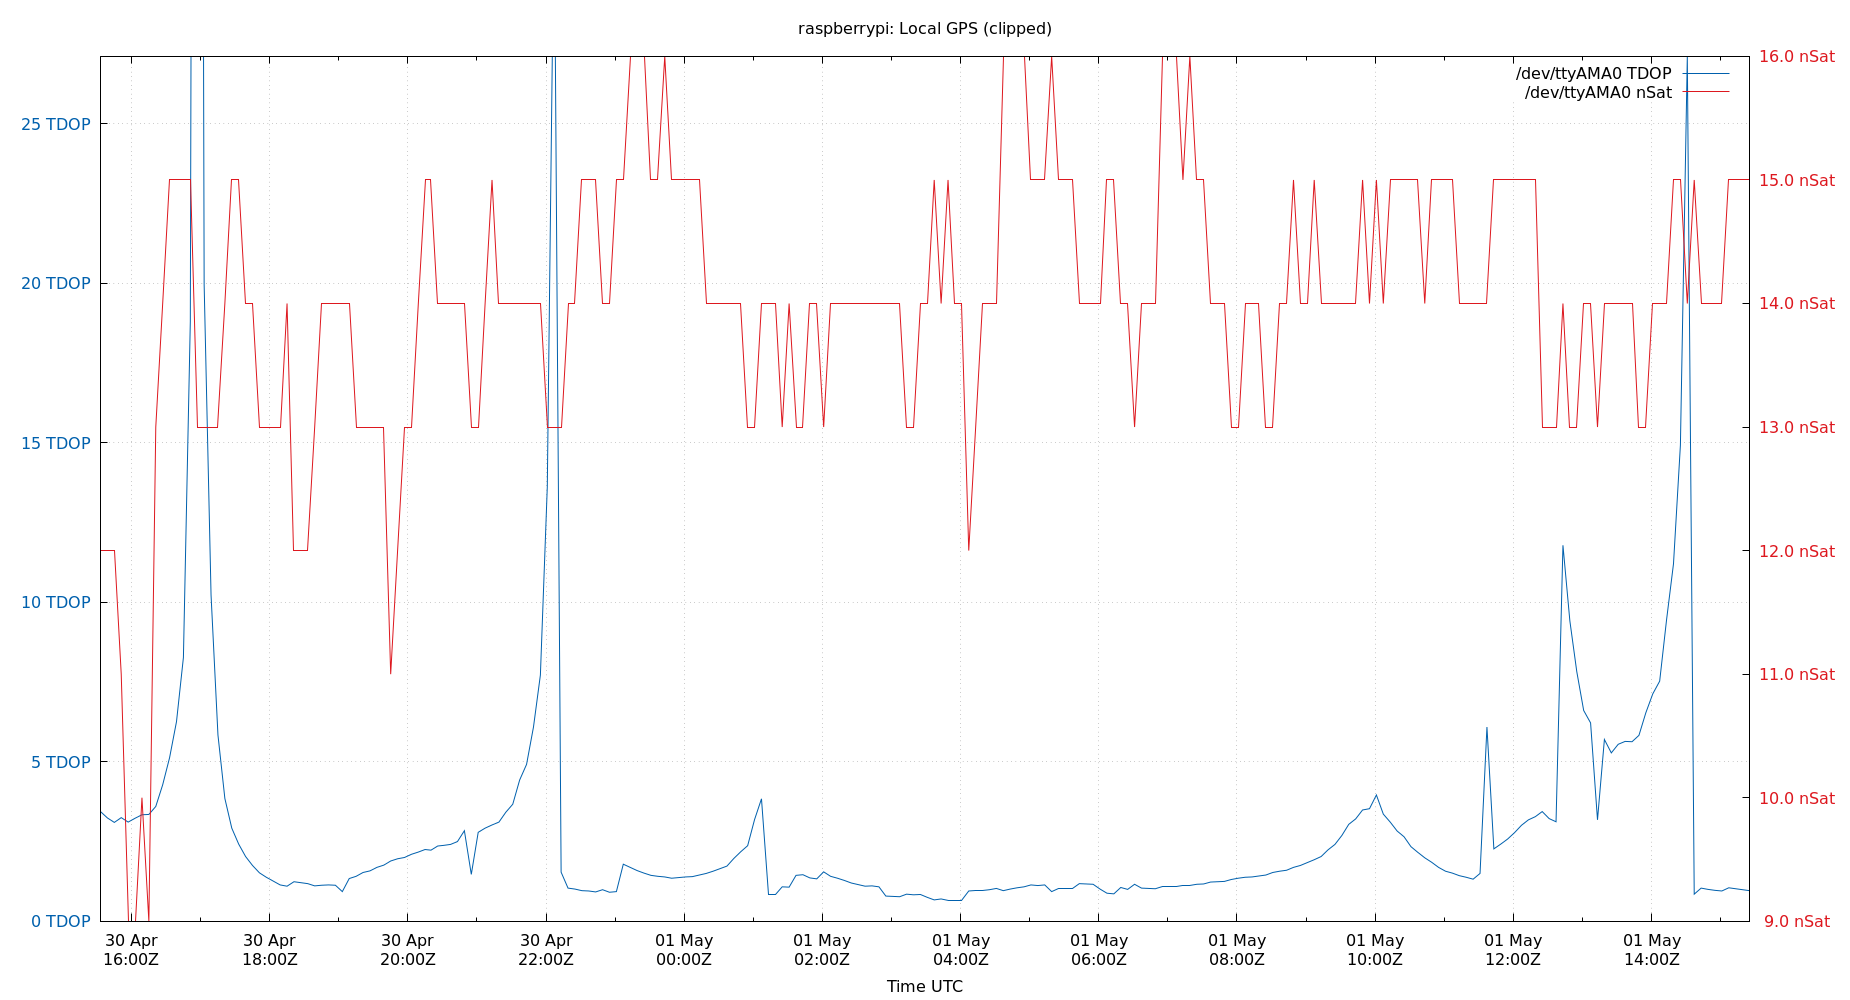 raspberrypi: Local GPS (clipped)
/dev/ttyAMA0 TDOP
/dev/ttyAMA0 nSat
25 TDOP
20 TDOP
15 TDOP
10 TDOP
5 TDOP
0 TDOP
16.0 nSat
15.0 nSat
14.0 nSat
13.0 nSat
12.0 nSat
11.0 nSat
10.0 nSat
9.0 nSat
30 Apr
16:00Z
30 Apr
18:00Z
30 Apr
20:00Z
30 Apr
22:00Z
01 May
00:00Z
01 May
02:00Z
01 May
04:00Z
01 May
06:00Z
01 May
08:00Z
01 May
10:00Z
01 May
12:00Z
01 May
14:00Z
Time UTC